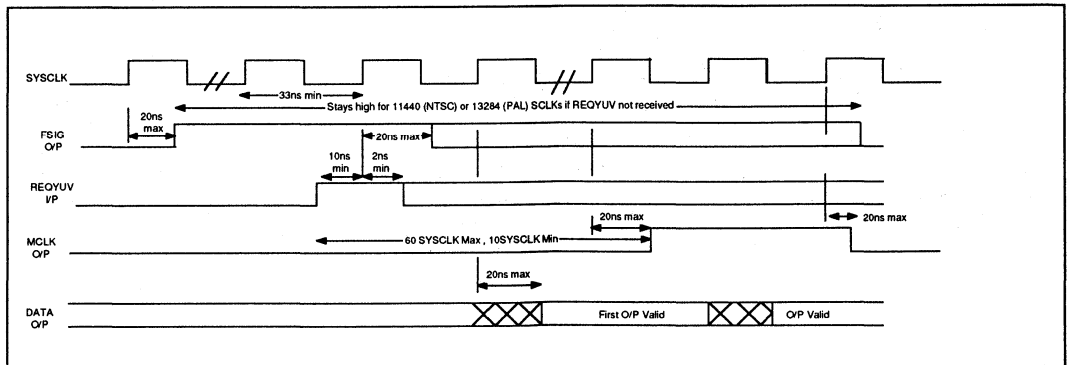 SYSCLK
33ns min
Stays high for 11440 (NTSC) or 13284 (PAL) SCLKs if REQYUV not received
20ns
max
FSIG
O/P
20ns max
10ns
min
2ns
min
REQYUV
I/P
20ns max
20ns max
MCLK
O/P
60 SYSCLK Max , 10SYSCLK Min
20ns max
DATA
O/P
First O/P Valid
O/P Valid